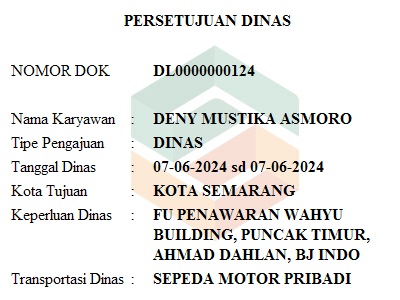 PERSETUJUAN DINAS
NOMOR DOK DL0000000124
Nama Karyawan : DENY MUSTIKA ASMORO
Tipe Pengajuan : DINAS
Tanggal Dinas : 07-06-2024 sd 07-06-2024
Kota Tujuan : KOTA SEMARANG
Keperluan Dinas : FU PENAWARAN WAHYU
BUILDING, PUNCAK TIMUR,
AHMAD DAHLAN, BJ INDO
Transportasi Dinas : SEPEDA MOTOR PRIBADI